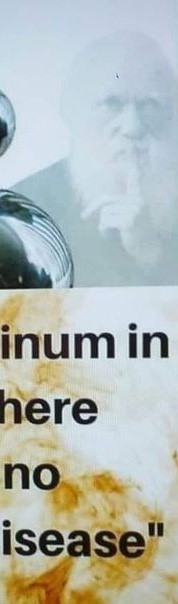 inum in
here
no
isease"